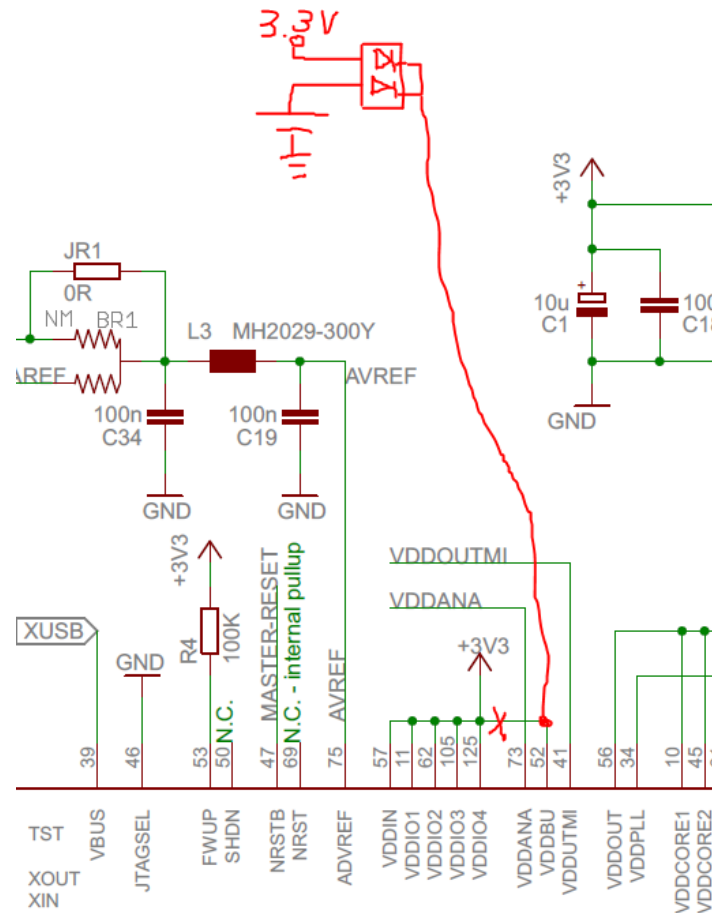 3.3V
+3V3
JR1
0R
NM BR1
L3 MH2029-300Y
10u
C1
100
C18
AREF
AVREF
100n
C34
100n
C19
GND
GND
GND
+3V3
R4
100K
N.C.
MASTER-RESET
N.C. - internal pullup
AVREF
VDDOUTMI
VDDANA
+3V3
XUSB
GND
39
46
53
50
47
69
75
57
11
62
105
125
73
52
41
56
34
10
45
TST
XOUT
XIN
VBUS
JTAGSEL
FWUP
SHDN
NRSTB
NRST
ADVREF
VDDIN
VDDIO1
VDDIO2
VDDIO3
VDDIO4
VDDANA
VDDBU
VDDUTMI
VDDOUT
VDDPLL
VDDCORE1
VDDCORE2